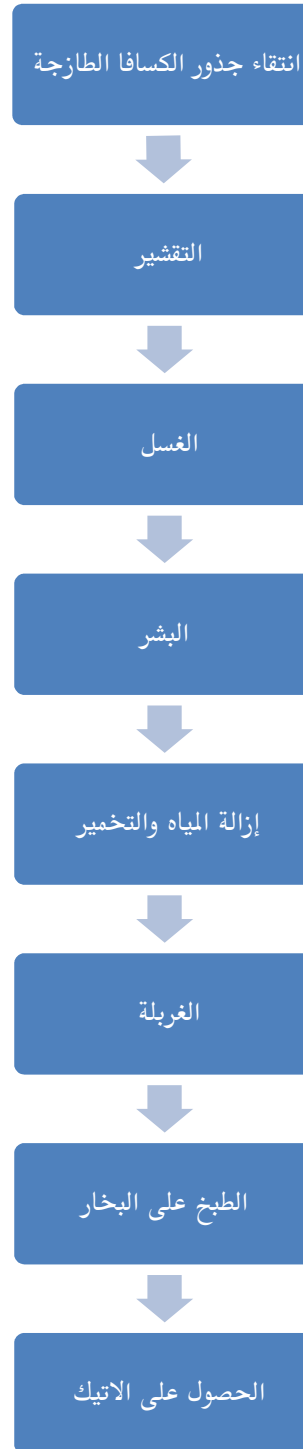 انتقاء جذور الكسافا الطازجة
التقشير
الغسل
البشر
إزالة المياه والتخمير
الغربلة
الطبخ على البخار
الحصول على الاتيك